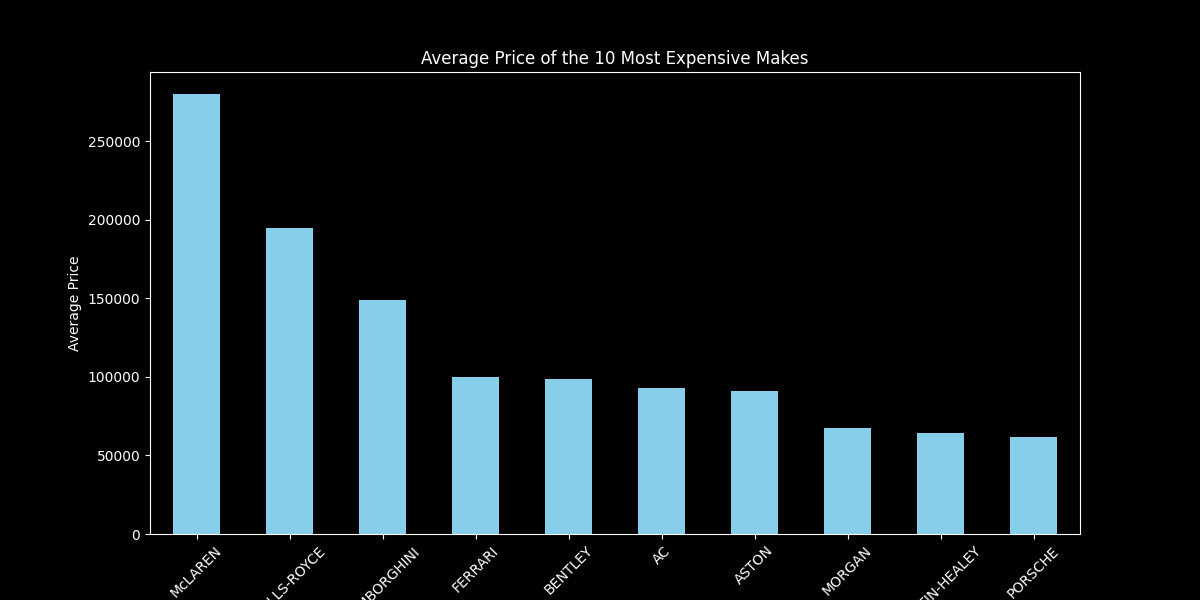 Average Price of the 10 Most Expensive Makes
Average Price
250000
200000
150000
100000
50000
0
McLAREN
LLS-ROYCE
MBORGHINI
FERRARI
BENTLEY
AC
ASTON
MORGAN
TIN-HEALEY
PORSCHE